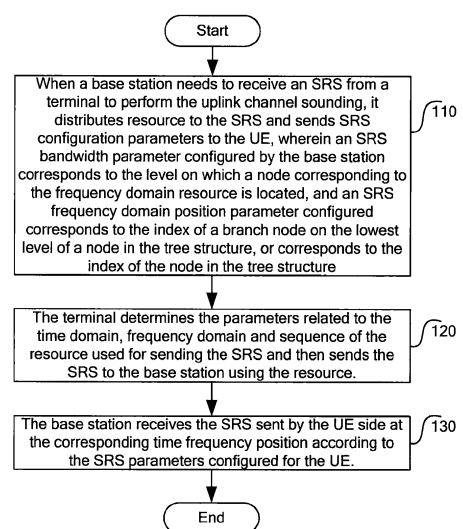 Start
When a base station needs to receive an SRS from a
terminal to perform the uplink channel sounding, it
distributes resource to the SRS and sends SRS
configuration parameters to the UE, wherein an SRS
bandwidth parameter configured by the base station
corresponds to the level on which a node corresponding to
the frequency domain resource is located, and an SRS
frequency domain position parameter configured
corresponds to the index of a branch node on the lowest
level of a node in the tree structure, or corresponds to the
index of the node in the tree structure
110
The terminal determines the parameters related to the
time domain, frequency domain and sequence of the
resource used for sending the SRS and then sends the
SRS to the base station using the resource.
120
The base station receives the SRS sent by the UE side at
the corresponding time frequency position according to
the SRS parameters configured for the UE.
130
End